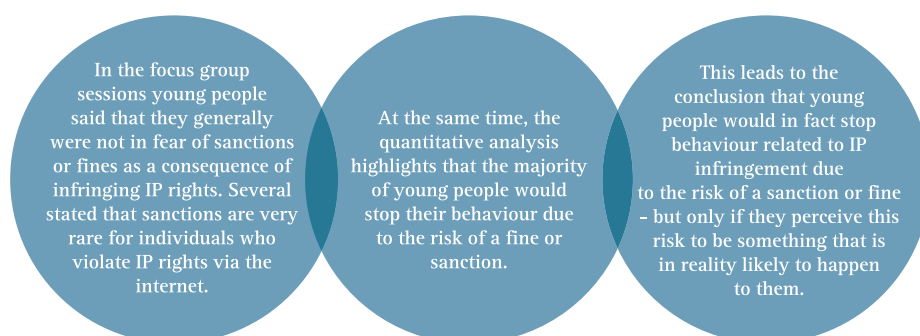 In the focus group
sessions young people
said that they generally
were not in fear of sanctions
or fines as a consequence of
infringing IP rights. Several
stated that sanctions are very
rare for individuals who
violate IP rights via the
internet.
At the same time, the
quantitative analysis
highlights that the majority
of young people would
stop their behaviour due
to the risk of a fine or
sanction.
This leads to the
conclusion that young
people would in fact stop
behaviour related to IP
infringement due
to the risk of a sanction or fine
– but only if they perceive this
risk to be something that is
in reality likely to happen
to them.